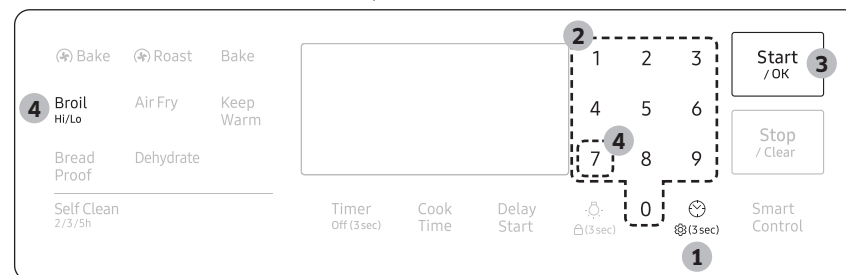 Bake
Roast
Bake
2
1 2 3
Start
/ OK
3
4
Broil
Hi/Lo
Air Fry
Keep
Warm
4 5 6
4
Stop
/ Clear
Bread
Proof
Dehydrate
7 8 9
Self Clean
2/3/5h
Timer
Off (3 sec)
Cook
Time
Delay
Start
(3 sec)
0
(3 sec)
1
Smart
Control